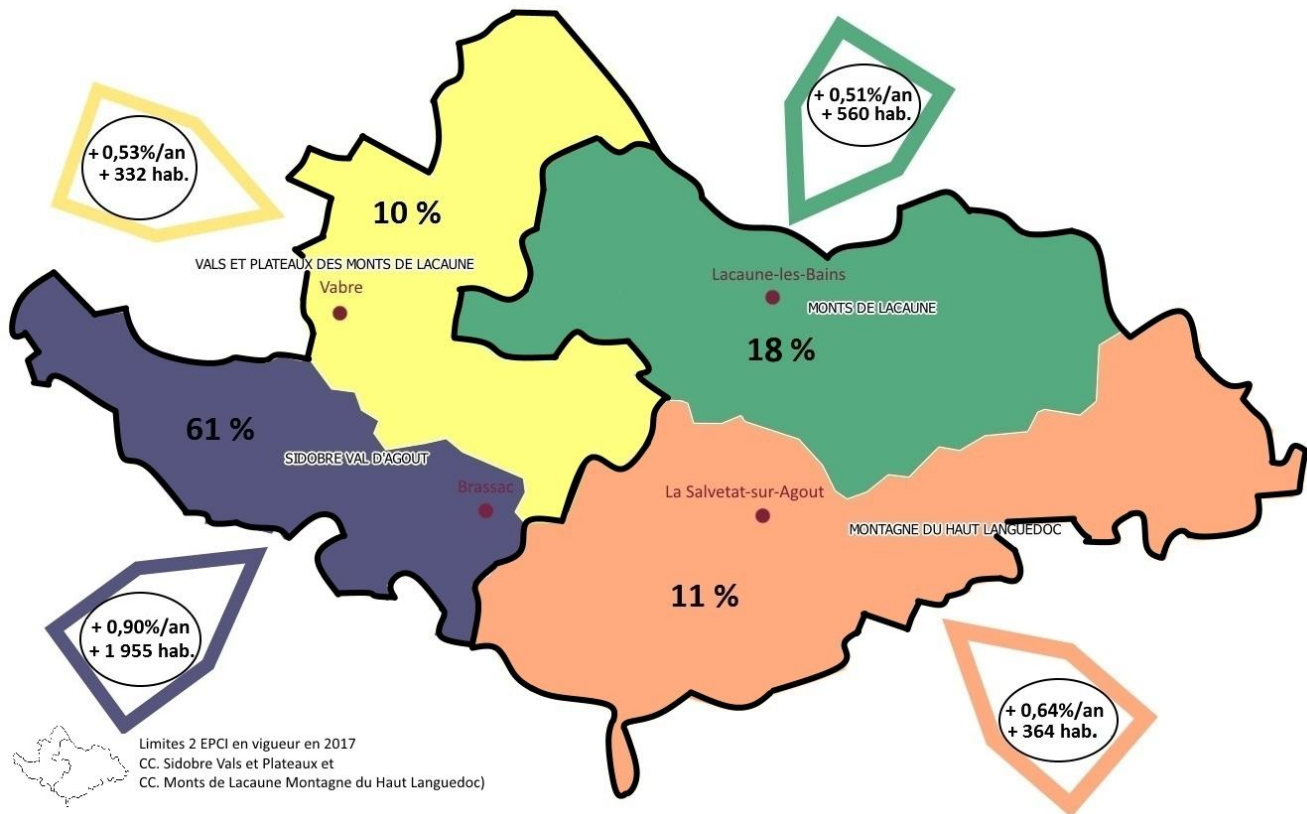 + 0,53%/an
+ 332 hab.
+ 0,51%/an
+ 560 hab.
10 %
VALS ET PLATEAUX DES MONTS DE LACAUNE
Vabre
Lacaune-les-Bains
MONTS DE LACAUNE
18 %
61 %
SIDOBRE VAL D'AGOUT
Brassac
La Salvetat-sur-Agout
MONTAGNE DU HAUT LANGUEDOC
11 %
+ 0,90%/an
+ 1 955 hab.
+ 0,64%/an
+ 364 hab.
Limites 2 EPCI en vigueur en 2017
CC. Sidobre Vals et Plateaux et
CC. Monts de Lacaune Montagne du Haut Languedoc)